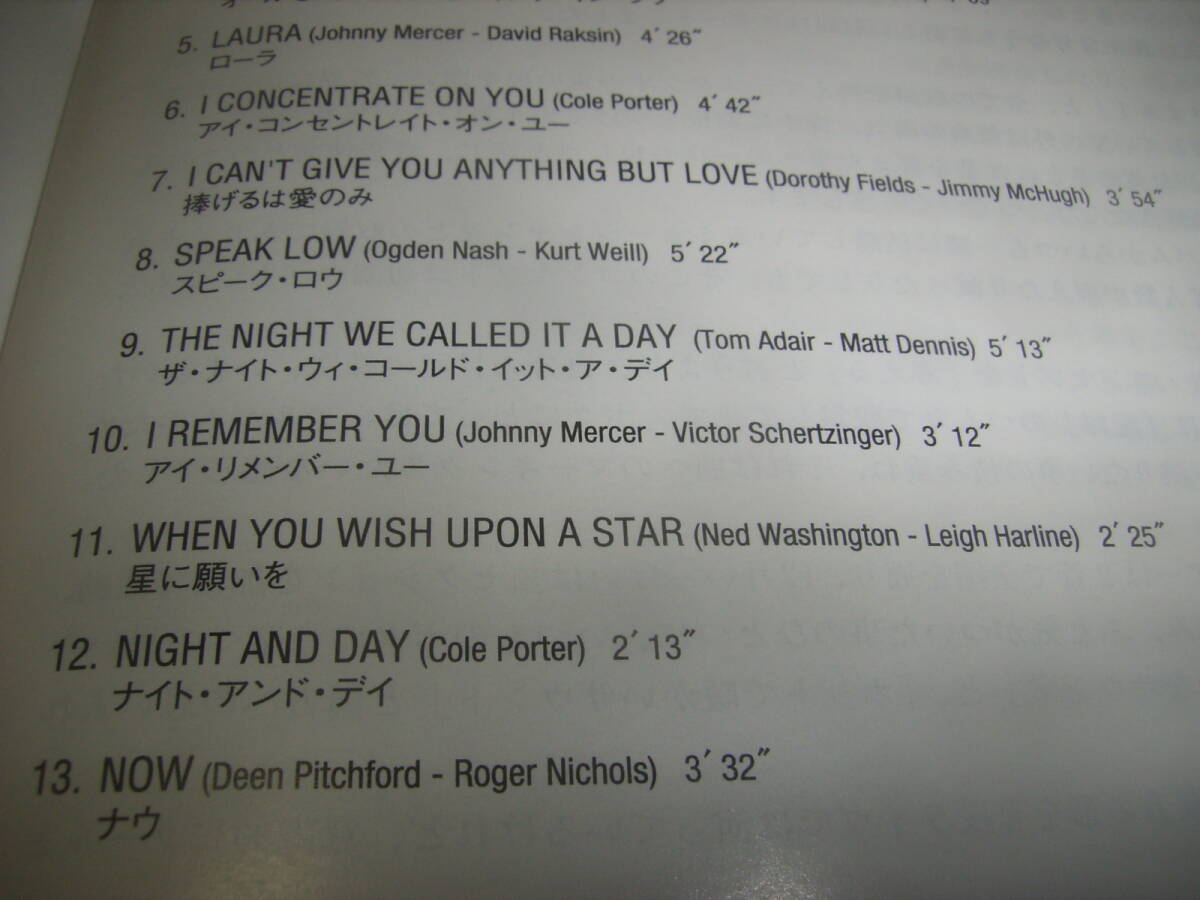 5. LAURA (Johnny Mercer - David Raksin) 4′26″
ローラ
6. I CONCENTRATE ON YOU (Cole Porter) 4′42″
アイ・コンセントレイト・オン・ユー
7. I CAN'T GIVE YOU ANYTHING BUT LOVE (Dorothy Fields - Jimmy McHugh) 3′54″
捧げるは愛のみ
8. SPEAK LOW (Ogden Nash - Kurt Weill) 5′22″
スピーク・ロウ
9. THE NIGHT WE CALLED IT A DAY (Tom Adair - Matt Dennis) 5′13″
ザ・ナイト・ウィ・コールド・イット・ア・デイ
10. I REMEMBER YOU (Johnny Mercer - Victor Schertzinger) 3′12″
アイ・リメンバー・ユー
11. WHEN YOU WISH UPON A STAR (Ned Washington - Leigh Harline) 2′25″
星に願いを
12. NIGHT AND DAY (Cole Porter) 2′13″
ナイト・アンド・デイ
13. NOW (Deen Pitchford - Roger Nichols) 3′32″
ナウ